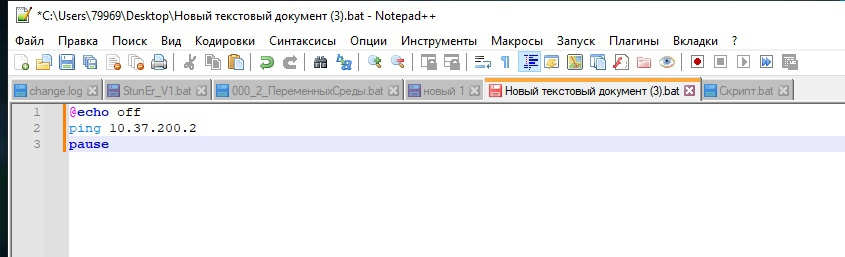 *C:\Users\79969\Desktop\Новый текстовый документ (3).bat - Notepad++
Файл Правка Поиск Вид Кодировки Синтаксисы Опции Инструменты Макросы Запуск Плагины Вкладки ?
change.log StunEr_V1.bat 000_2_ПеременныхСреды.bat новый 1 Новый текстовый документ (3).bat Скрипт.bat
1 @echo off
2 ping 10.37.200.2
3 pause